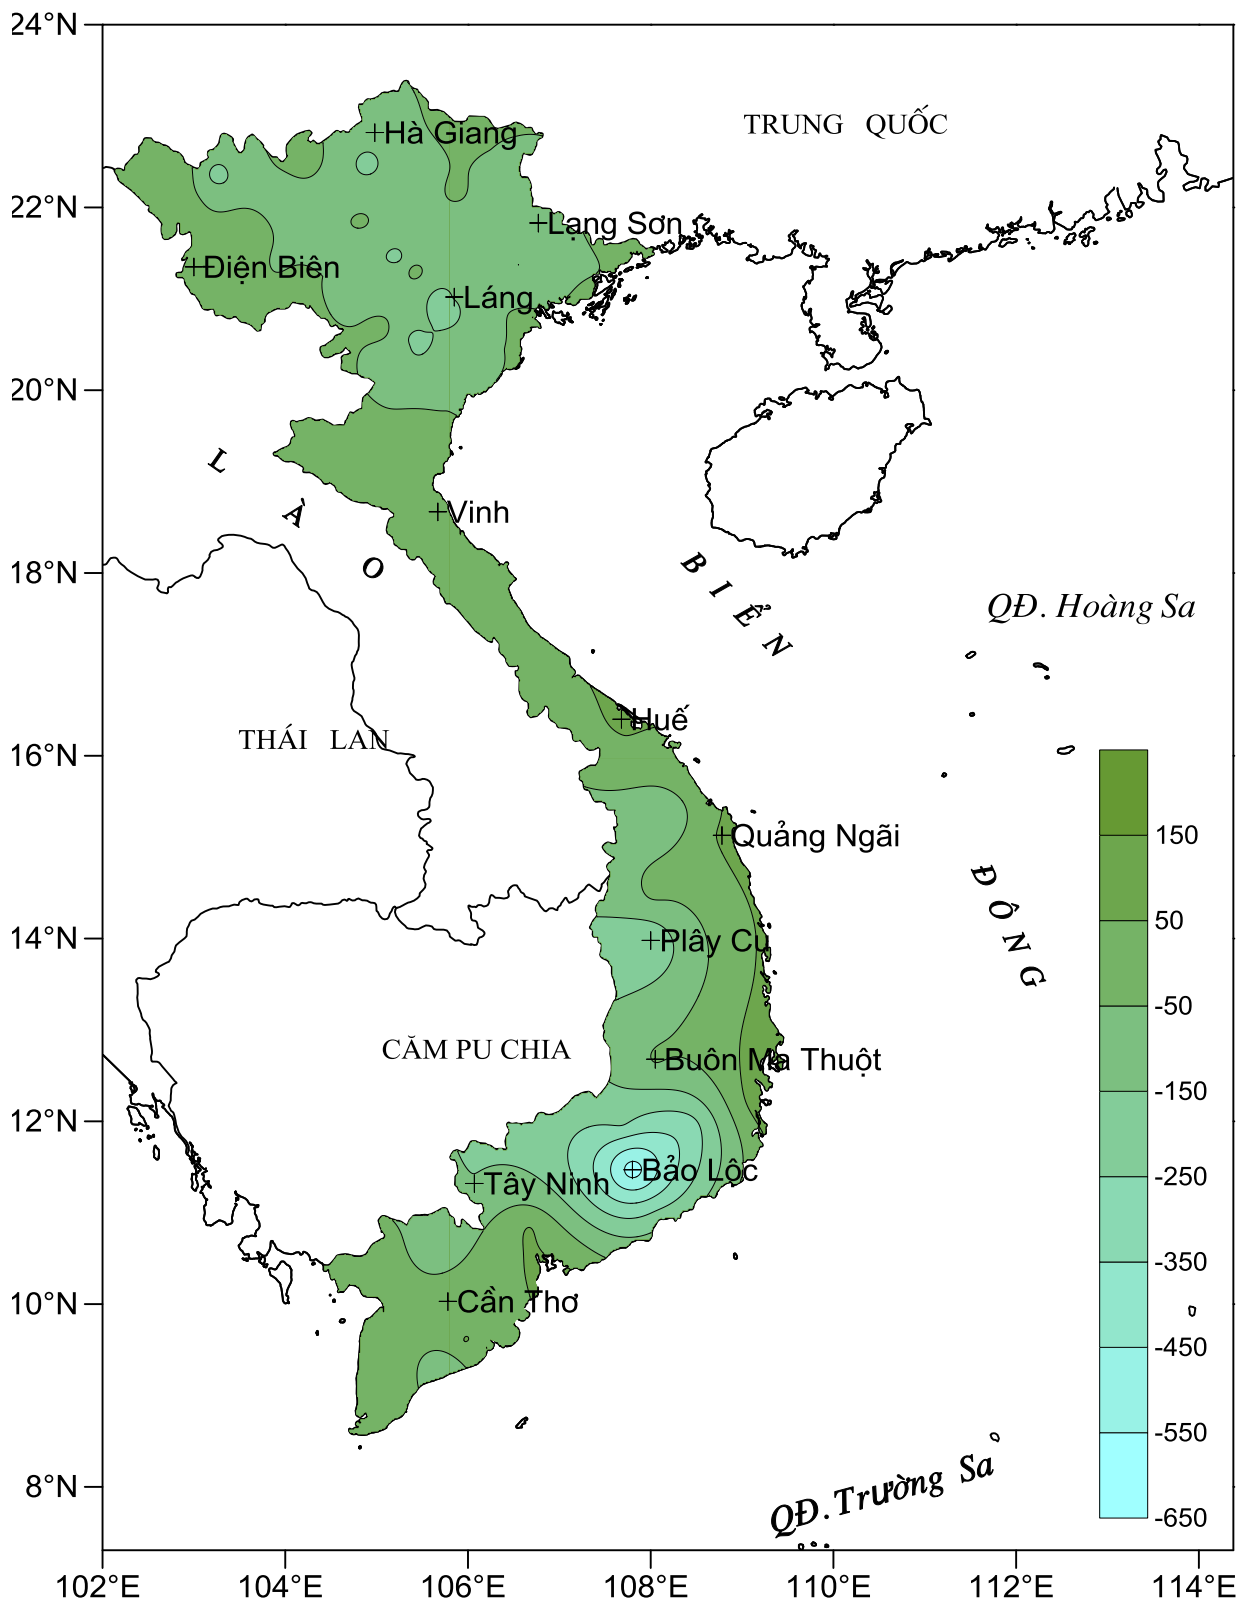 24°N
22°N
20°N
18°N
16°N
14°N
12°N
10°N
8°N
102°E
104°E
106°E
108°E
110°E
112°E
114°E
TRUNG QUỐC
Hà Giang
Lạng Sơn
Điện Biên
Láng
LÀO
Vinh
BIỂN
QĐ. Hoàng Sa
Huế
THÁI LAN
Quảng Ngãi
ĐÔNG
Plây Cu
CĂM PU CHIA
Buôn Ma Thuột
Bảo Lộc
Tây Ninh
Cần Thơ
QĐ. Trường Sa
150
50
-50
-150
-250
-350
-450
-550
-650